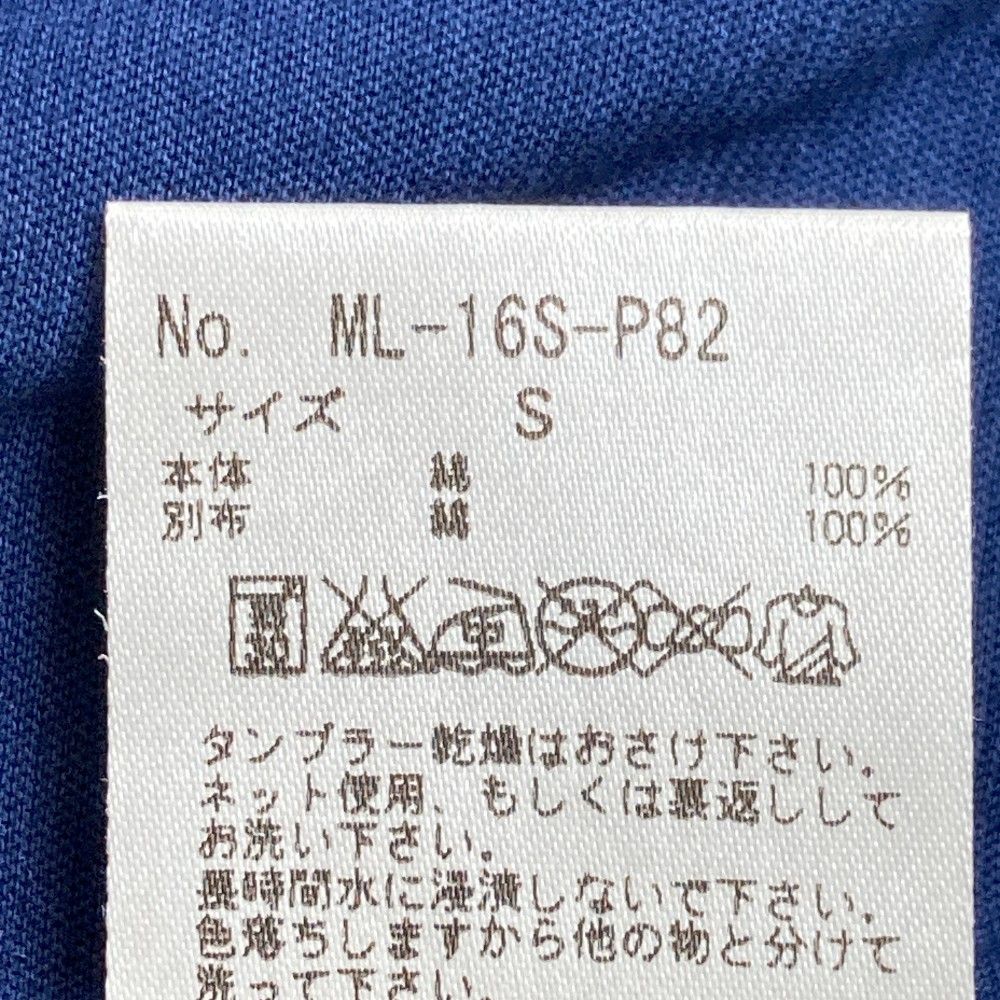 No. ML-16S-P82
サイズ S
本体 綿 100%
別布 綿 100%
タンブラー乾燥はおさけ下さい。
ネット使用、もしくは裏返しして
お洗い下さい。
長時間水に浸漬しないで下さい。
色落ちしますから他の物と分けて
洗って下さい。